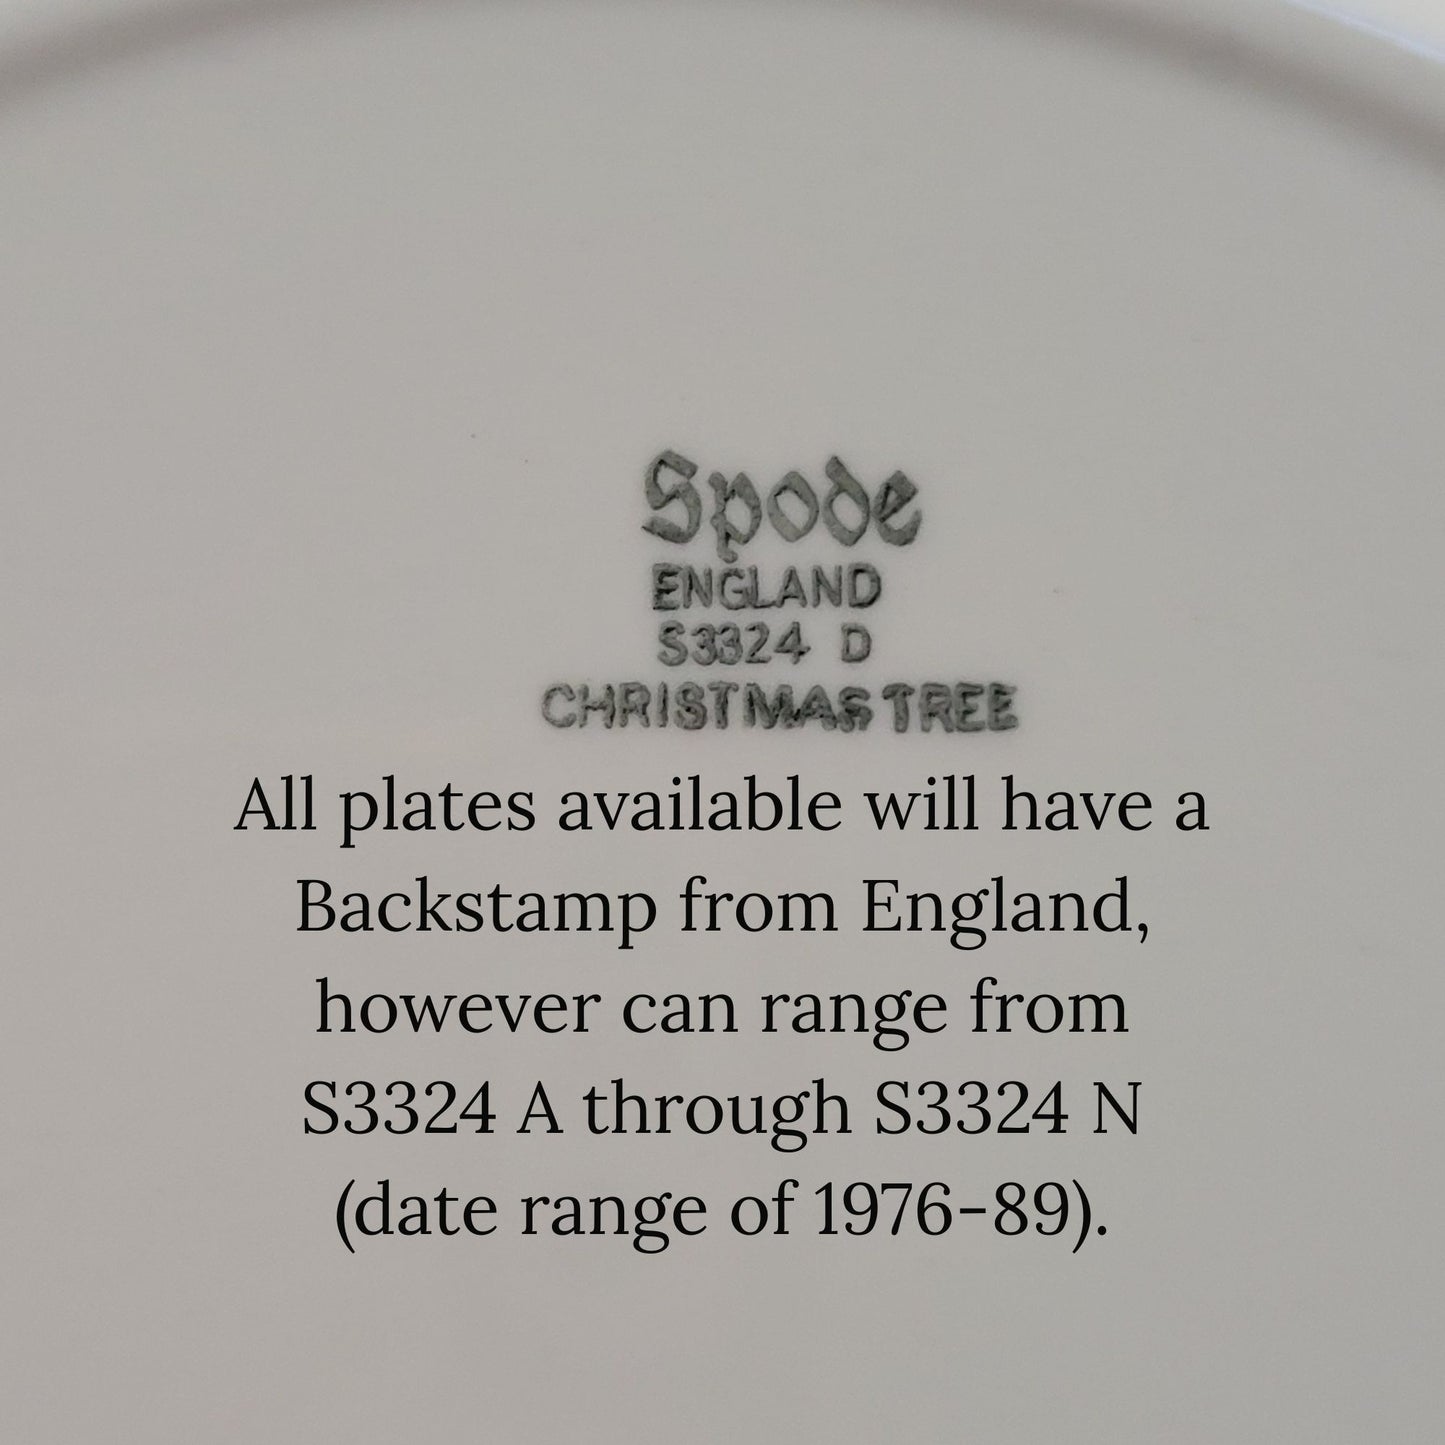 Spode
ENGLAND
S3324 D
CHRISTMAS TREE
All plates available will have a
Backstamp from England,
however can range from
S3324 A through S3324 N
(date range of 1976-89).